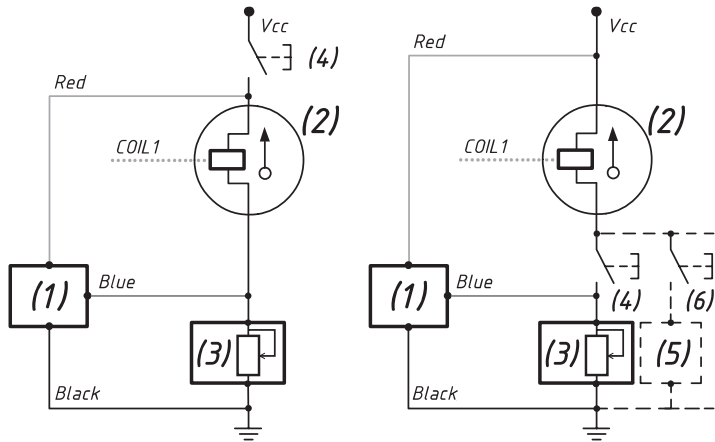 Vcc
(4)
Red
(2)
COIL1
(1)
Blue
(3)
Black
Vcc
Red
(2)
COIL1
(1)
Blue
(4)
(6)
(3)
(5)
Black